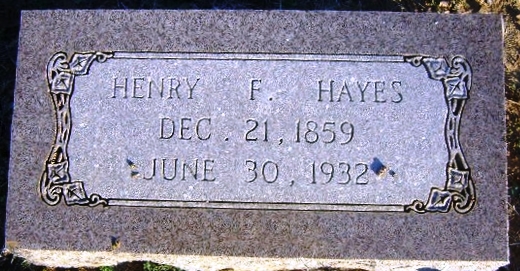 HENRY F. HAYES
DEC. 21, 1859
JUNE 30, 1932